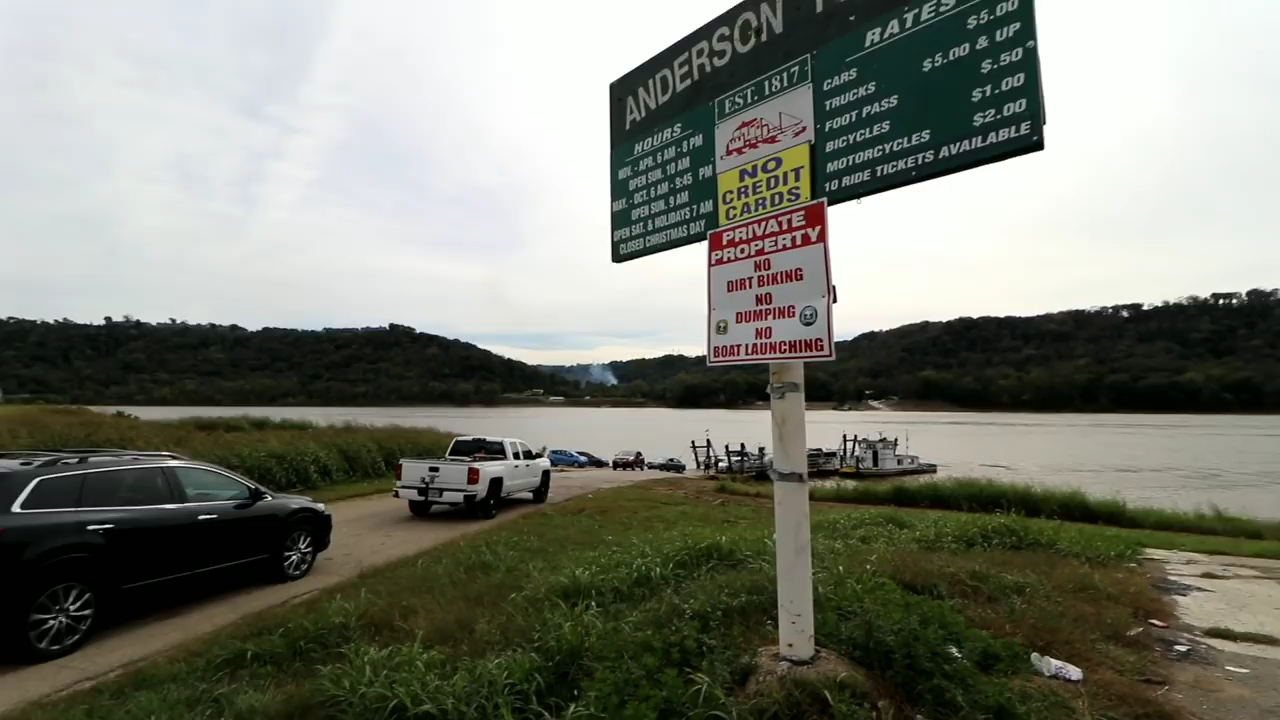 ANDERSON
HOURS
NOV. - APR. 6 AM - 8 PM
OPEN SUN. 10 AM
MAY. - OCT. 6 AM - 9:45 PM
OPEN SUN. 9 AM
OPEN SAT. & HOLIDAYS 7 AM
CLOSED CHRISTMAS DAY
EST. 1817
NO
CREDIT
CARDS
RATES
CARS $5.00
TRUCKS $5.00 & UP
FOOT PASS $.50
BICYCLES $1.00
MOTORCYCLES $2.00
10 RIDE TICKETS AVAILABLE
PRIVATE
PROPERTY
NO
DIRT BIKING
NO
DUMPING
NO
BOAT LAUNCHING